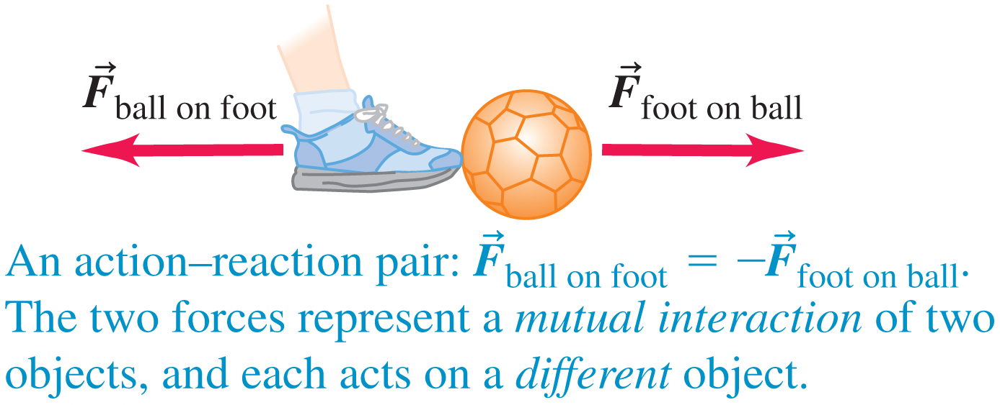 F⃗ ball on foot
F⃗ foot on ball
An action–reaction pair: F⃗ ball on foot = −F⃗ foot on ball.
The two forces represent a mutual interaction of two
objects, and each acts on a different object.